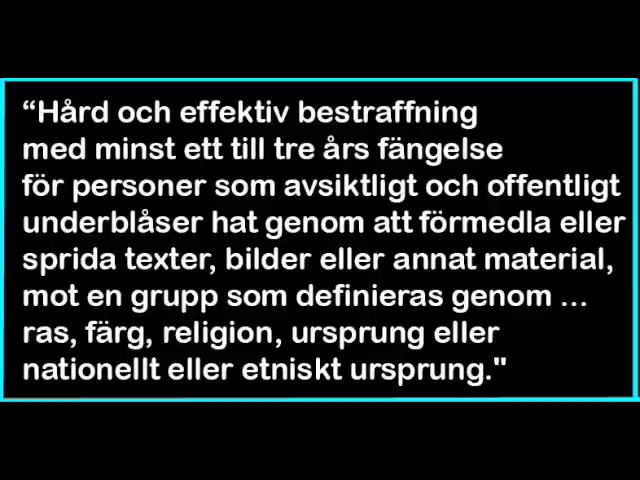 “Hård och effektiv bestraffning
med minst ett till tre års fängelse
för personer som avsiktligt och offentligt
underblåser hat genom att förmedla eller
sprida texter, bilder eller annat material,
mot en grupp som definieras genom ...
ras, färg, religion, ursprung eller
nationellt eller etniskt ursprung."